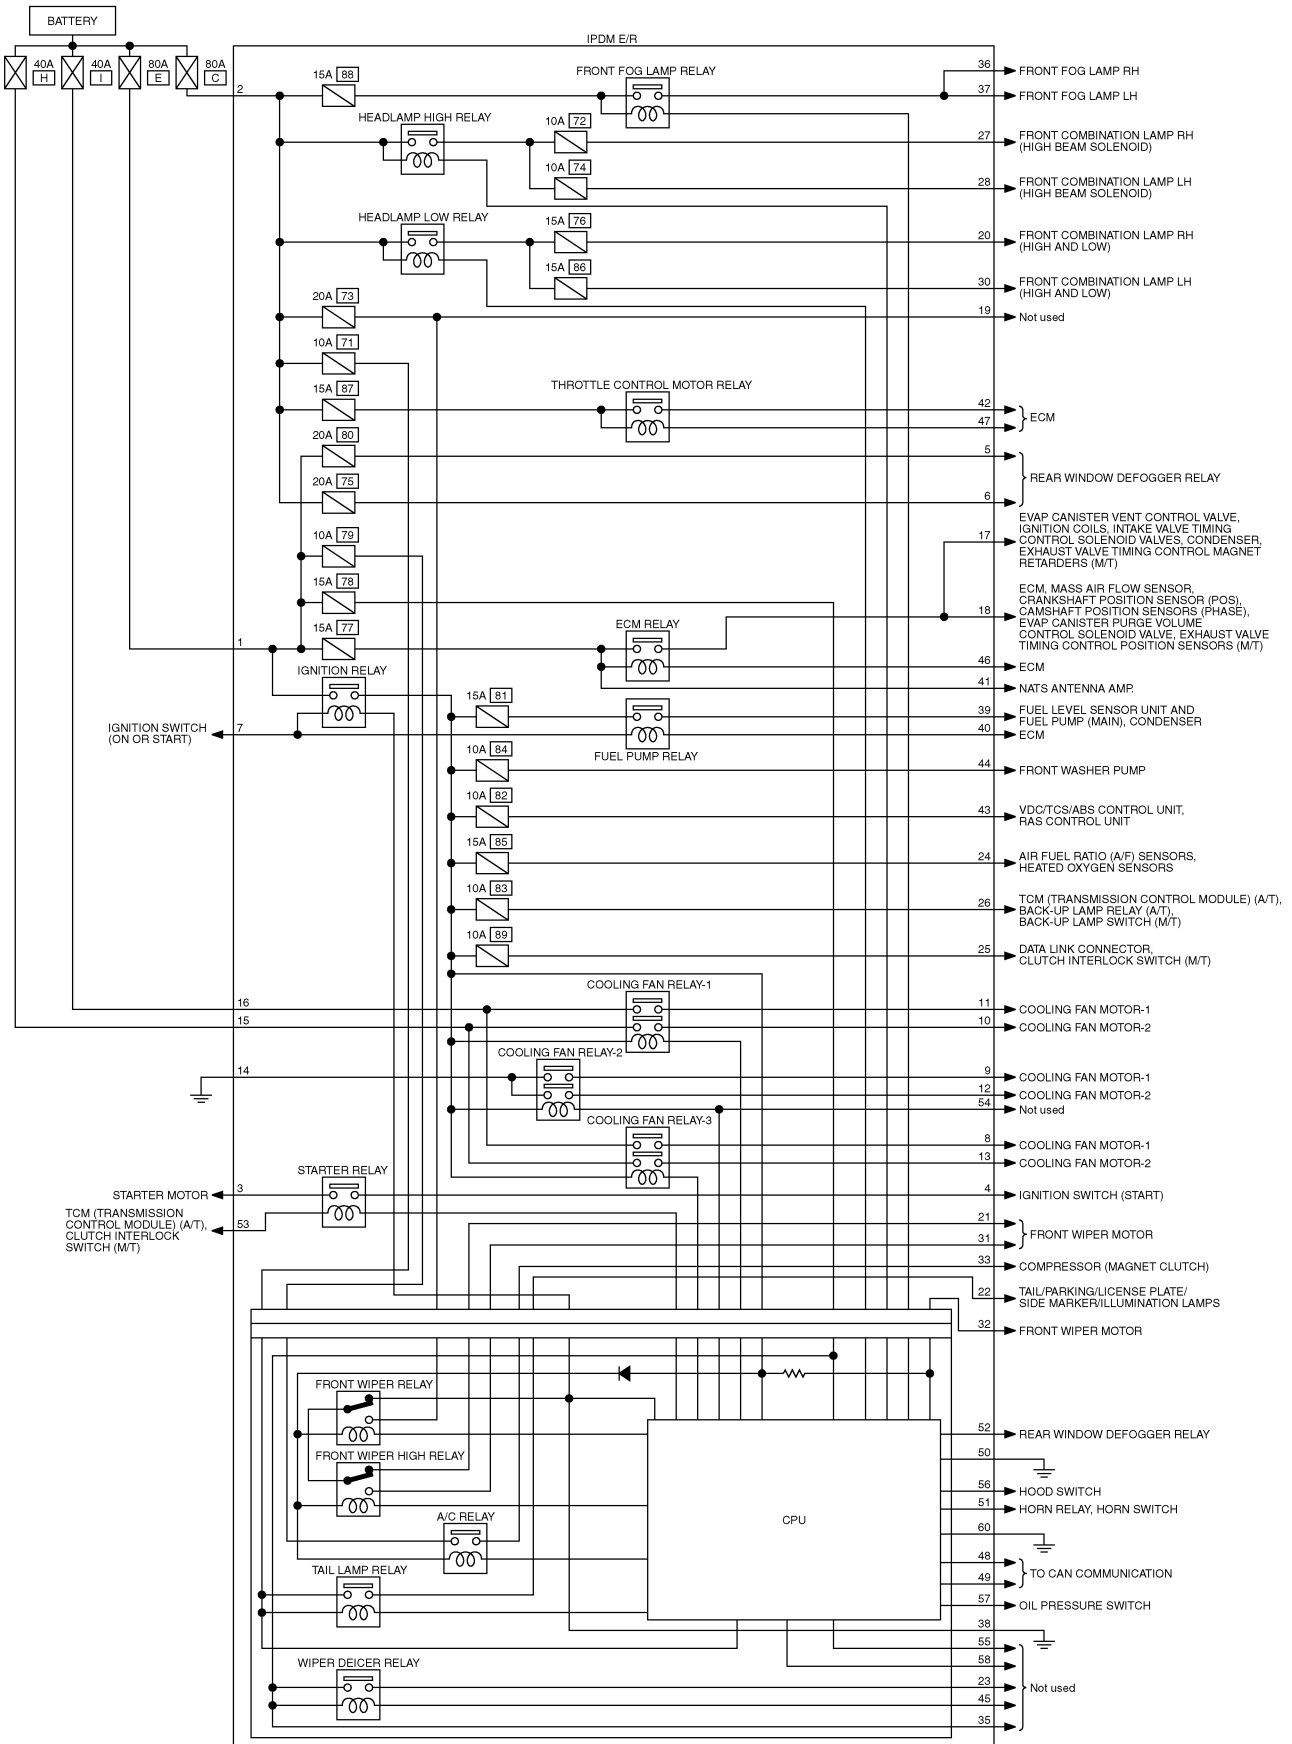 BATTERY
IPDM E/R
40A H
40A I
80A E
80A C
2
15A 88
FRONT FOG LAMP RELAY
36
FRONT FOG LAMP RH
37
FRONT FOG LAMP LH
HEADLAMP HIGH RELAY
10A 72
27
FRONT COMBINATION LAMP RH
(HIGH BEAM SOLENOID)
10A 74
28
FRONT COMBINATION LAMP LH
(HIGH BEAM SOLENOID)
HEADLAMP LOW RELAY
15A 76
20
FRONT COMBINATION LAMP RH
(HIGH AND LOW)
15A 86
30
FRONT COMBINATION LAMP LH
(HIGH AND LOW)
20A 73
19
Not used
10A 71
15A 87
THROTTLE CONTROL MOTOR RELAY
42
47
ECM
20A 80
5
20A 75
6
REAR WINDOW DEFOGGER RELAY
10A 79
17
EVAP CANISTER VENT CONTROL VALVE,
IGNITION COILS, INTAKE VALVE TIMING
CONTROL SOLENOID VALVES, CONDENSER,
EXHAUST VALVE TIMING CONTROL MAGNET
RETARDERS (M/T)
15A 78
18
ECM, MASS AIR FLOW SENSOR,
CRANKSHAFT POSITION SENSOR (POS),
CAMSHAFT POSITION SENSORS (PHASE),
EVAP CANISTER PURGE VOLUME
CONTROL SOLENOID VALVE, EXHAUST VALVE
TIMING CONTROL POSITION SENSORS (M/T)
1
15A 77
ECM RELAY
46
ECM
41
NATS ANTENNA AMP.
IGNITION RELAY
15A 81
39
FUEL LEVEL SENSOR UNIT AND
FUEL PUMP (MAIN), CONDENSER
IGNITION SWITCH
(ON OR START)
7
40
ECM
FUEL PUMP RELAY
10A 84
44
FRONT WASHER PUMP
10A 82
43
VDC/TCS/ABS CONTROL UNIT,
RAS CONTROL UNIT
15A 85
24
AIR FUEL RATIO (A/F) SENSORS,
HEATED OXYGEN SENSORS
10A 83
26
TCM (TRANSMISSION CONTROL MODULE) (A/T),
BACK-UP LAMP RELAY (A/T),
BACK-UP LAMP SWITCH (M/T)
10A 89
25
DATA LINK CONNECTOR,
CLUTCH INTERLOCK SWITCH (M/T)
COOLING FAN RELAY-1
16
11
COOLING FAN MOTOR-1
15
10
COOLING FAN MOTOR-2
COOLING FAN RELAY-2
14
9
COOLING FAN MOTOR-1
12
COOLING FAN MOTOR-2
54
Not used
COOLING FAN RELAY-3
8
COOLING FAN MOTOR-1
13
COOLING FAN MOTOR-2
STARTER RELAY
STARTER MOTOR
3
4
IGNITION SWITCH (START)
TCM (TRANSMISSION
CONTROL MODULE) (A/T),
CLUTCH INTERLOCK
SWITCH (M/T)
53
21
31
FRONT WIPER MOTOR
33
COMPRESSOR (MAGNET CLUTCH)
22
TAIL/PARKING/LICENSE PLATE/
SIDE MARKER/ILLUMINATION LAMPS
32
FRONT WIPER MOTOR
FRONT WIPER RELAY
52
REAR WINDOW DEFOGGER RELAY
50
FRONT WIPER HIGH RELAY
56
HOOD SWITCH
51
HORN RELAY, HORN SWITCH
A/C RELAY
CPU
60
48
49
TO CAN COMMUNICATION
TAIL LAMP RELAY
57
OIL PRESSURE SWITCH
38
55
58
WIPER DEICER RELAY
23
45
35
Not used